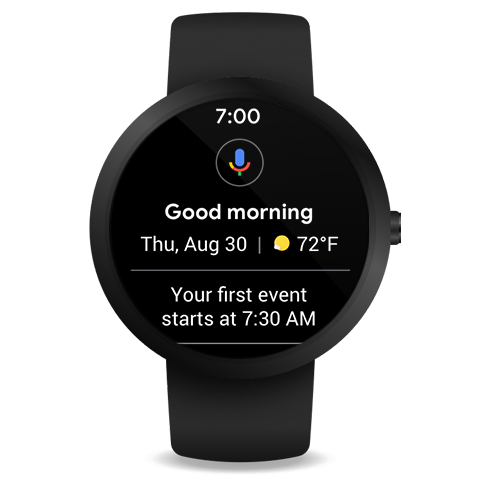 7:00
Good morning
Thu, Aug 30 | 72°F
Your first event
starts at 7:30 AM